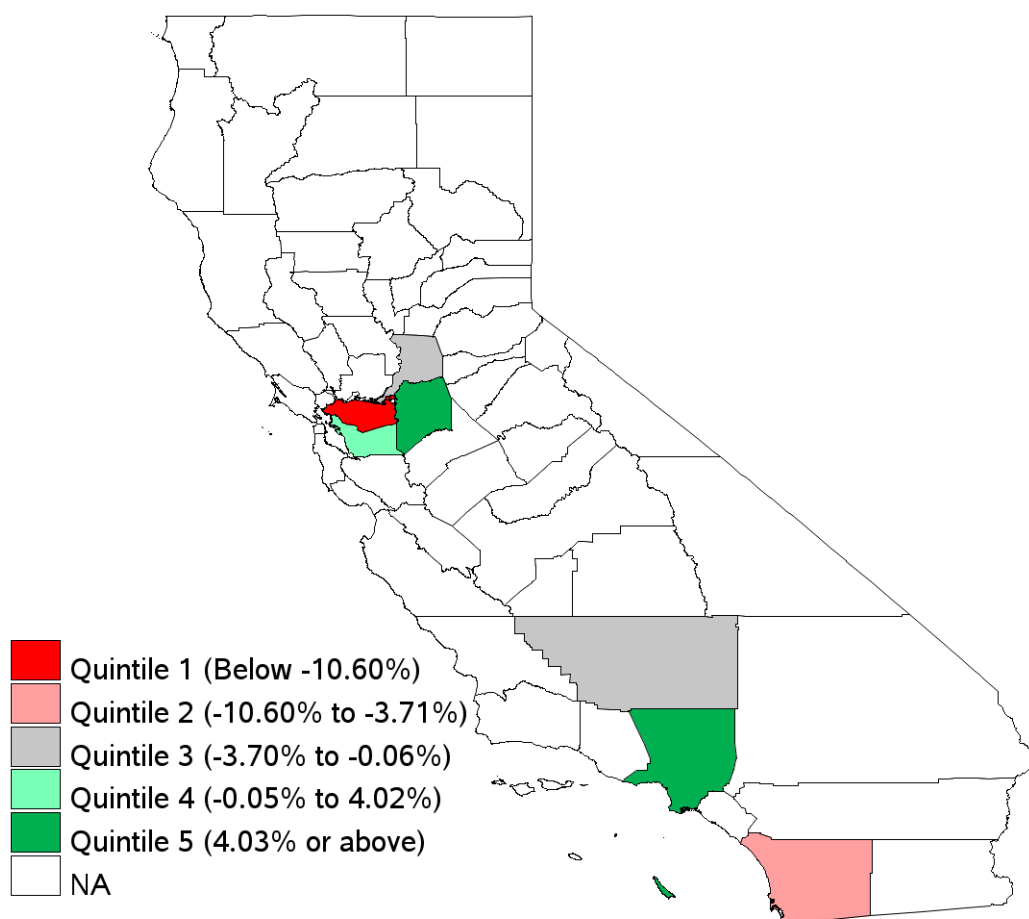 Quintile 1 (Below -10.60%)
Quintile 2 (-10.60% to -3.71%)
Quintile 3 (-3.70% to -0.06%)
Quintile 4 (-0.05% to 4.02%)
Quintile 5 (4.03% or above)
NA